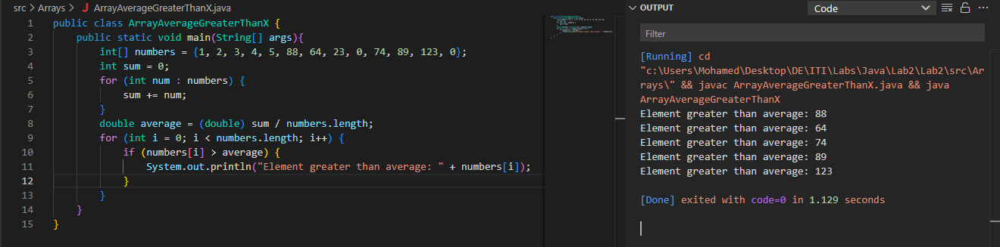 src > Arrays > J ArrayAverageGreaterThanX.java
1 public class ArrayAverageGreaterThanX {
2     public static void main(String[] args){
3         int[] numbers = {1, 2, 3, 4, 5, 88, 64, 23, 0, 74, 89, 123, 0};
4         int sum = 0;
5         for (int num : numbers) {
6             sum += num;
7         }
8         double average = (double) sum / numbers.length;
9         for (int i = 0; i < numbers.length; i++) {
10             if (numbers[i] > average) {
11                 System.out.println("Element greater than average: " + numbers[i]);
12             }
13         }
14     }
15 }
OUTPUT
Code
Filter
[Running] cd
"c:\Users\Mohamed\Desktop\DE\ITI\Labs\Java\Lab2\Lab2\src\Ar
rays\" && javac ArrayAverageGreaterThanX.java && java
ArrayAverageGreaterThanX
Element greater than average: 88
Element greater than average: 64
Element greater than average: 74
Element greater than average: 89
Element greater than average: 123
[Done] exited with code=0 in 1.129 seconds